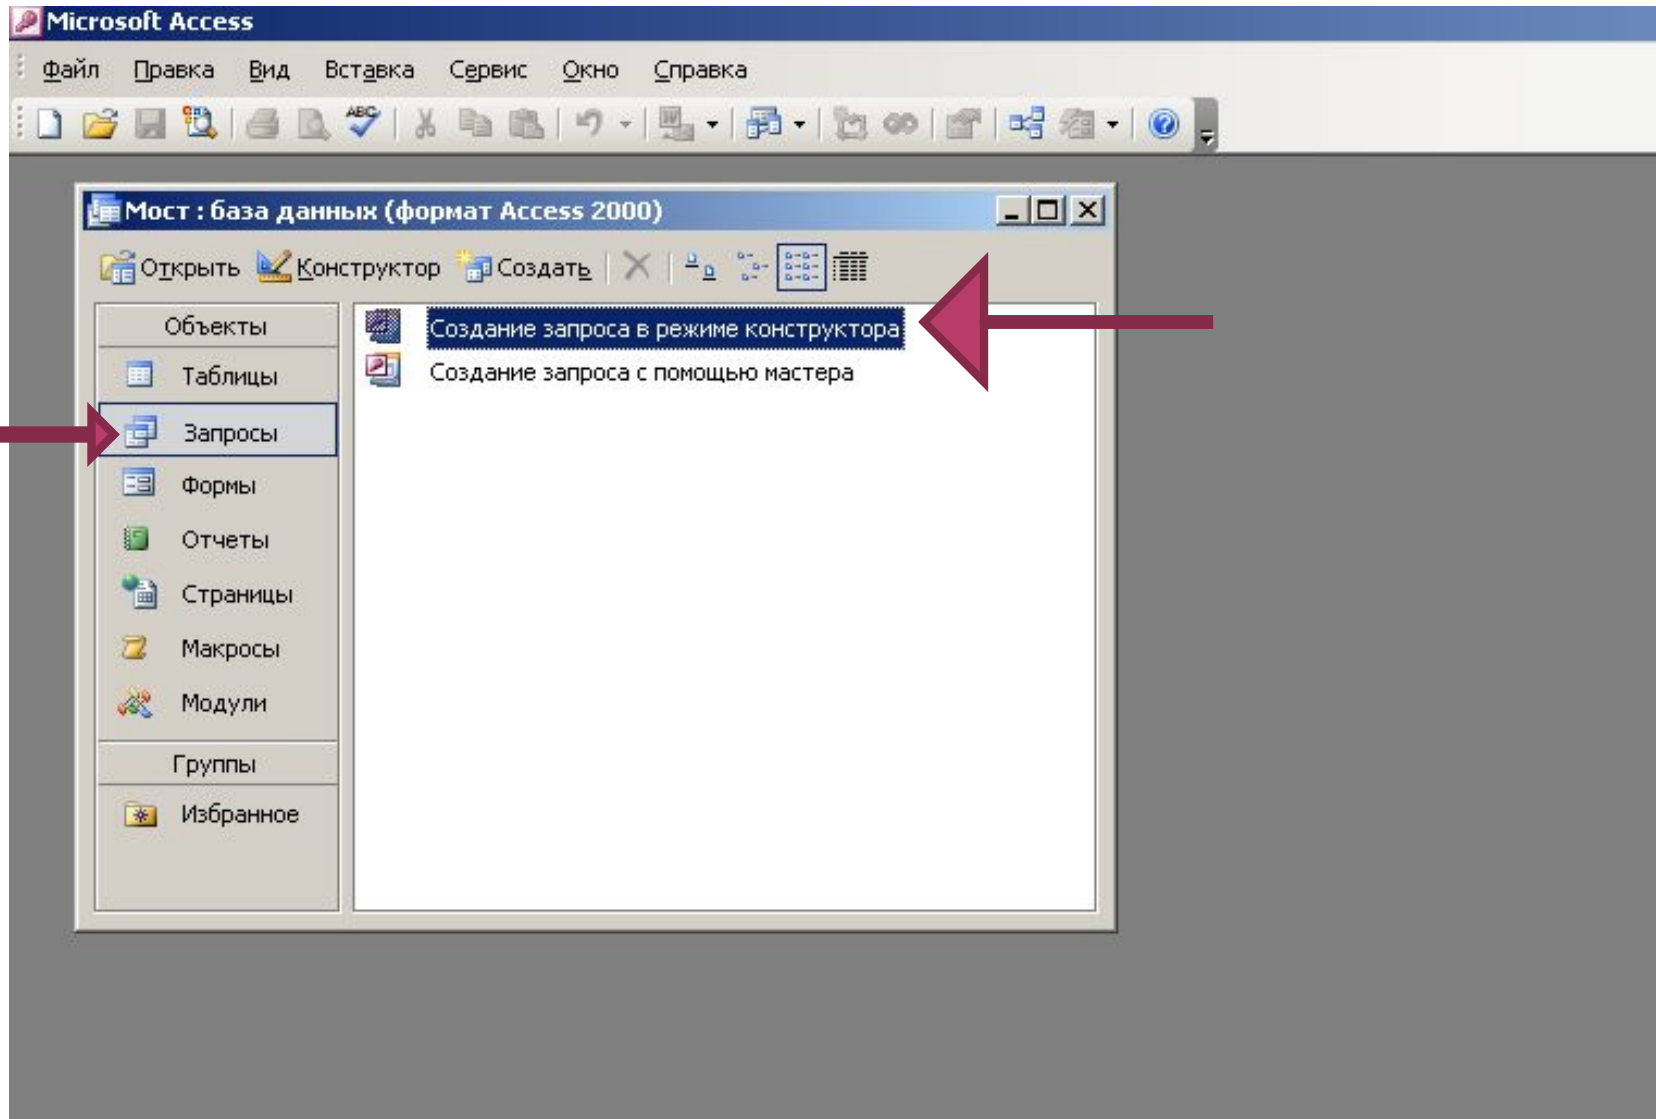 Microsoft Access
Файл Правка Вид Вставка Сервис Окно Справка
ABC
Мост : база данных (формат Access 2000)
Открыть Конструктор Создать
Объекты
Таблицы
Запросы
Формы
Отчеты
Страницы
Макросы
Модули
Группы
Избранное
Создание запроса в режиме конструктора
Создание запроса с помощью мастера